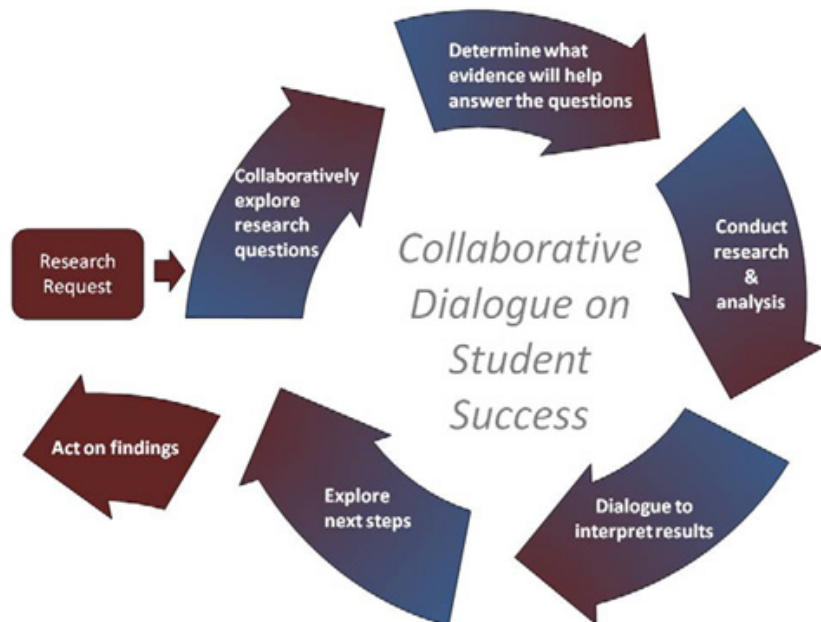 Research
Request
Collaboratively
explore
research
questions
Determine what
evidence will help
answer the questions
Conduct
research
&
analysis
Dialogue to
interpret results
Explore
next steps
Act on findings
Collaborative
Dialogue on
Student
Success